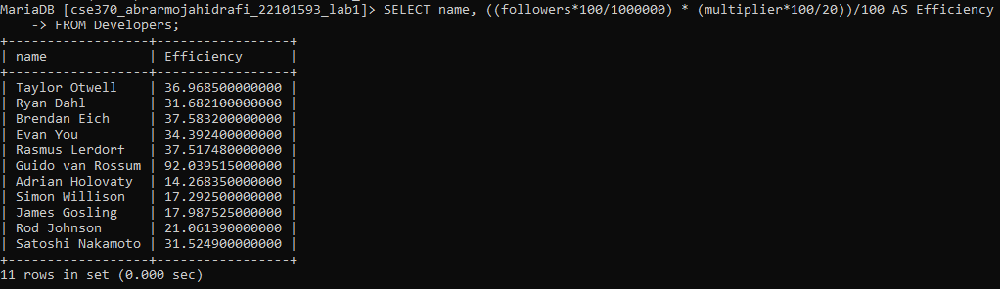 MariaDB [cse370_abrarmojahidrafi_22101593_lab1]> SELECT name, ((followers*100/1000000) * (multiplier*100/20))/100 AS Efficiency
    -> FROM Developers;
+------------------+-----------------+
| name             | Efficiency      |
+------------------+-----------------+
| Taylor Otwell    | 36.968500000000 |
| Ryan Dahl        | 31.682100000000 |
| Brendan Eich     | 37.583200000000 |
| Evan You         | 34.392400000000 |
| Rasmus Lerdorf   | 37.517480000000 |
| Guido van Rossum | 92.039515000000 |
| Adrian Holovaty  | 14.268350000000 |
| Simon Willison   | 17.292500000000 |
| James Gosling    | 17.987525000000 |
| Rod Johnson      | 21.061390000000 |
| Satoshi Nakamoto | 31.524900000000 |
+------------------+-----------------+
11 rows in set (0.000 sec)